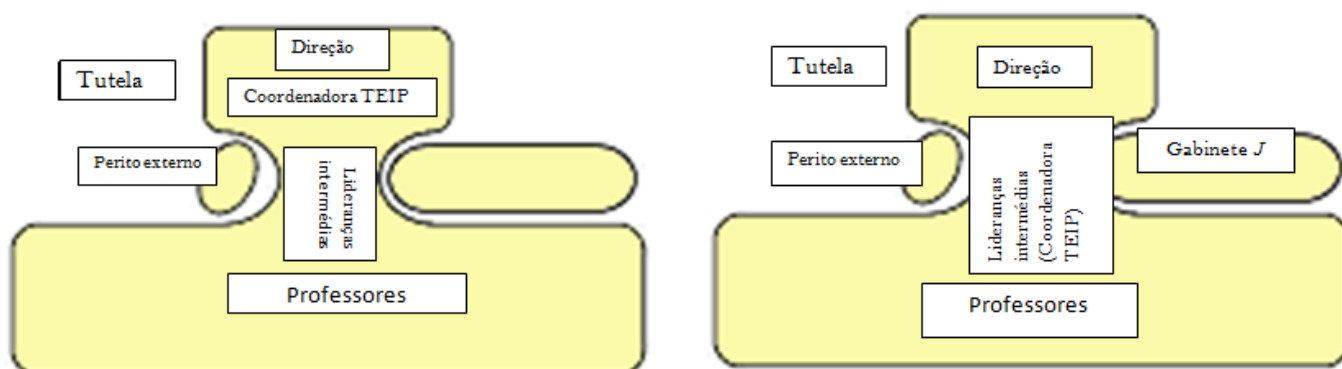 Direção
Tutela
Coordenadora TEIP
Perito externo
Lideranças
intermédias
Professores
Tutela
Direção
Perito externo
Gabinete J
Lideranças
intermédias
(Coordenadora
TEIP)
Professores